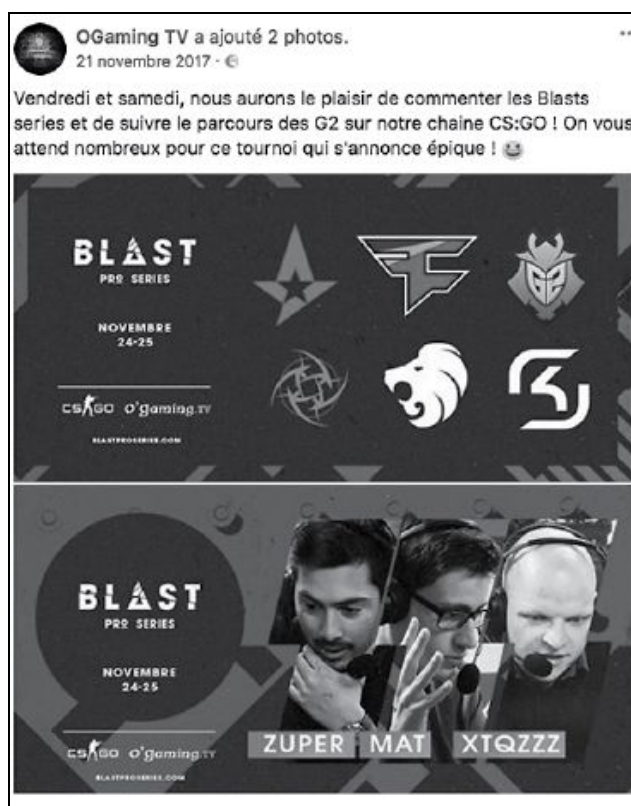 OGaming TV a ajouté 2 photos.
21 novembre 2017 ·
Vendredi et samedi, nous aurons le plaisir de commenter les Blasts
series et de suivre le parcours des G2 sur notre chaine CS:GO ! On vous
attend nombreux pour ce tournoi qui s'annonce épique !
BLAST
PRO SERIES
NOVEMBRE
24-25
CS GO O'gaming.TV
BLASTPROSERIES.COM
G2
BLAST
PRO SERIES
NOVEMBRE
24-25
CS GO O'gaming.TV
BLASTPROSERIES.COM
ZUPER MAT XTQZZZ